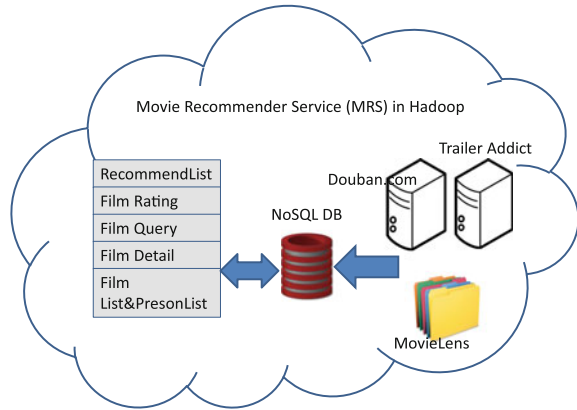 Movie Recommender Service (MRS) in Hadoop
Trailer Addict
Douban.com
NoSQL DB
RecommendList
Film Rating
Film Query
Film Detail
Film
List&PresonList
MovieLens